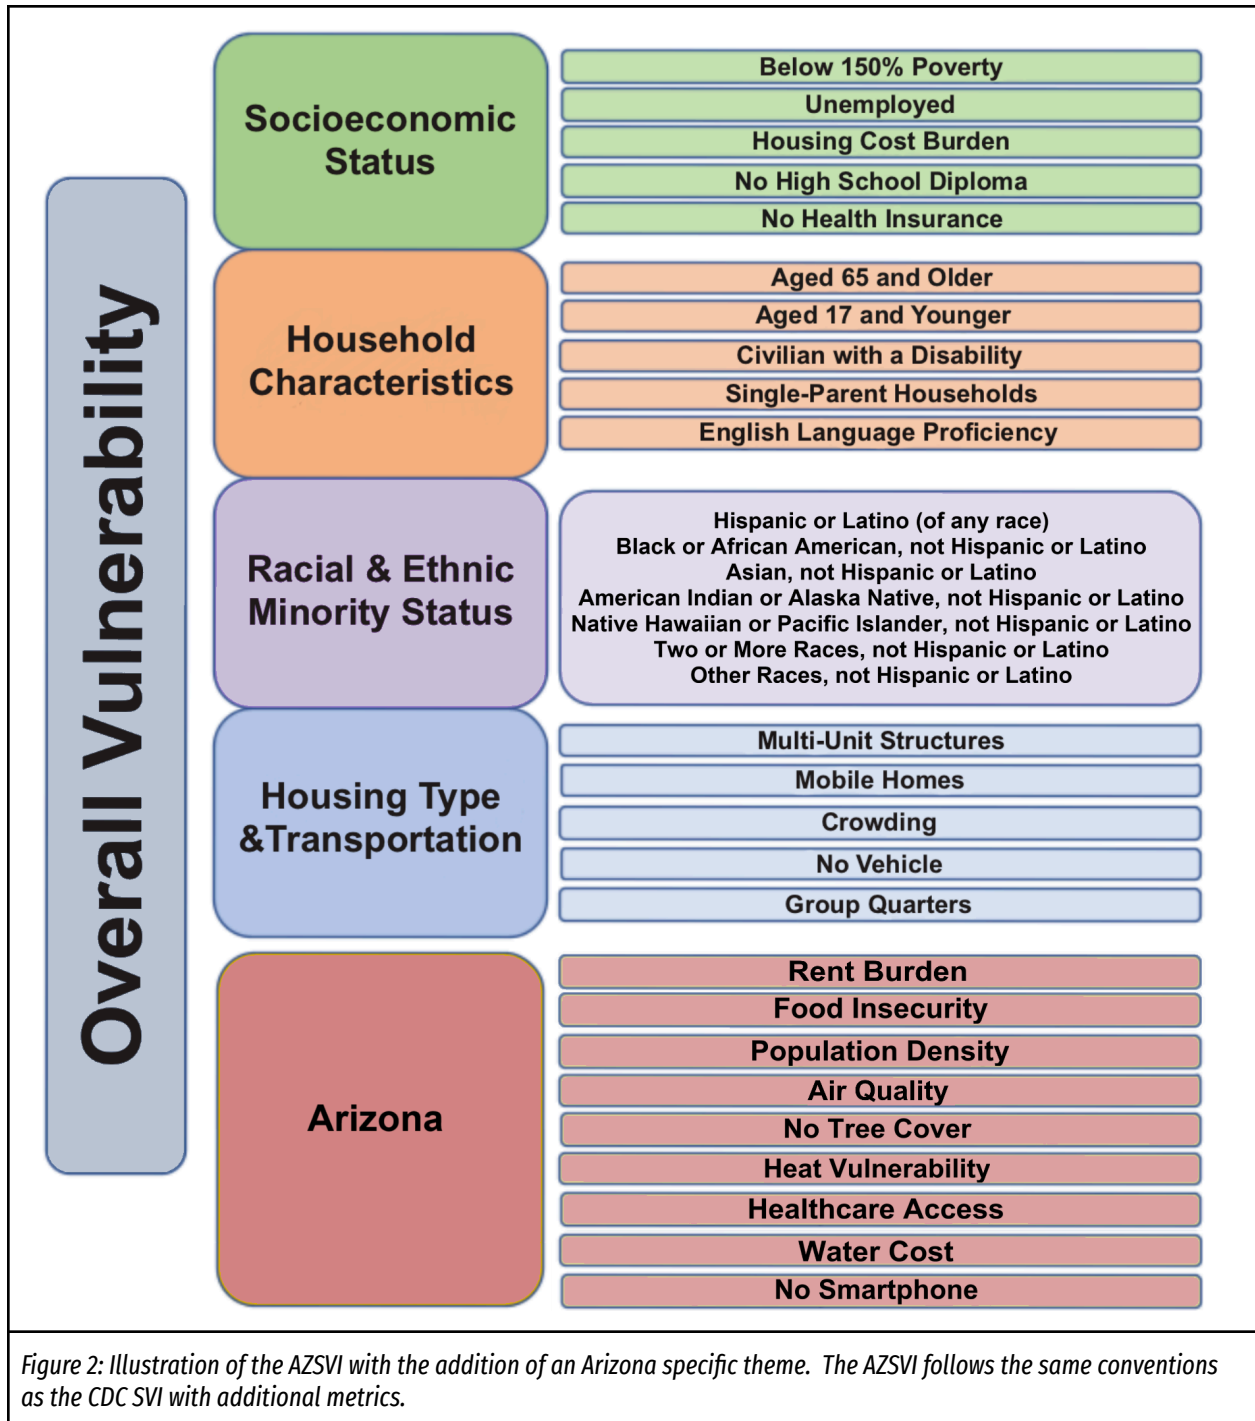 Overall Vulnerability
Socioeconomic
Status
Below 150% Poverty
Unemployed
Housing Cost Burden
No High School Diploma
No Health Insurance
Household
Characteristics
Aged 65 and Older
Aged 17 and Younger
Civilian with a Disability
Single-Parent Households
English Language Proficiency
Racial & Ethnic
Minority Status
Hispanic or Latino (of any race)
Black or African American, not Hispanic or Latino
Asian, not Hispanic or Latino
American Indian or Alaska Native, not Hispanic or Latino
Native Hawaiian or Pacific Islander, not Hispanic or Latino
Two or More Races, not Hispanic or Latino
Other Races, not Hispanic or Latino
Housing Type
&Transportation
Multi-Unit Structures
Mobile Homes
Crowding
No Vehicle
Group Quarters
Arizona
Rent Burden
Food Insecurity
Population Density
Air Quality
No Tree Cover
Heat Vulnerability
Healthcare Access
Water Cost
No Smartphone
Figure 2: Illustration of the AZSVI with the addition of an Arizona specific theme. The AZSVI follows the same conventions
as the CDC SVI with additional metrics.